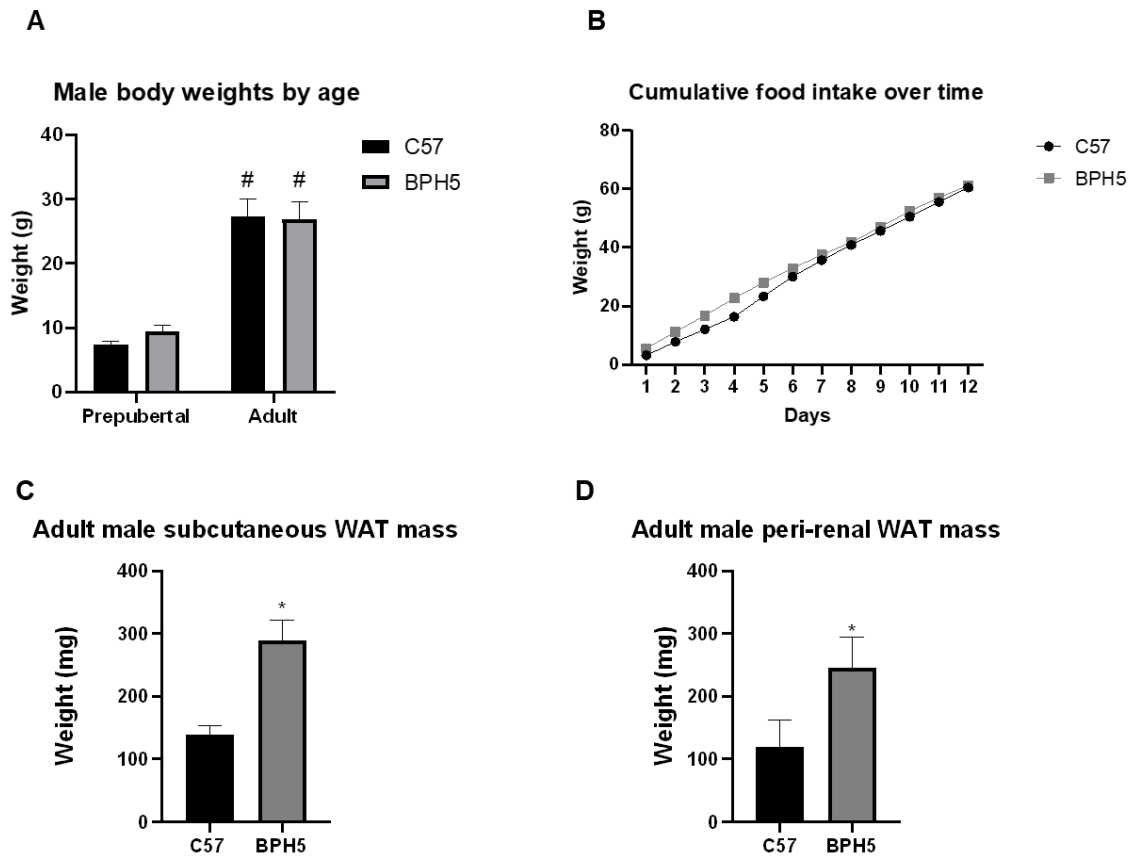 A
Male body weights by age
Weight (g)
40
30
20
10
0
# #
Prepubertal Adult
C57
BPH5
B
Cumulative food intake over time
Weight (g)
80
60
40
20
0
1 2 3 4 5 6 7 8 9 10 11 12
Days
C57
BPH5
C
Adult male subcutaneous WAT mass
Weight (mg)
400
300
200
100
0
*
C57 BPH5
D
Adult male peri-renal WAT mass
Weight (mg)
400
300
200
100
0
*
C57 BPH5